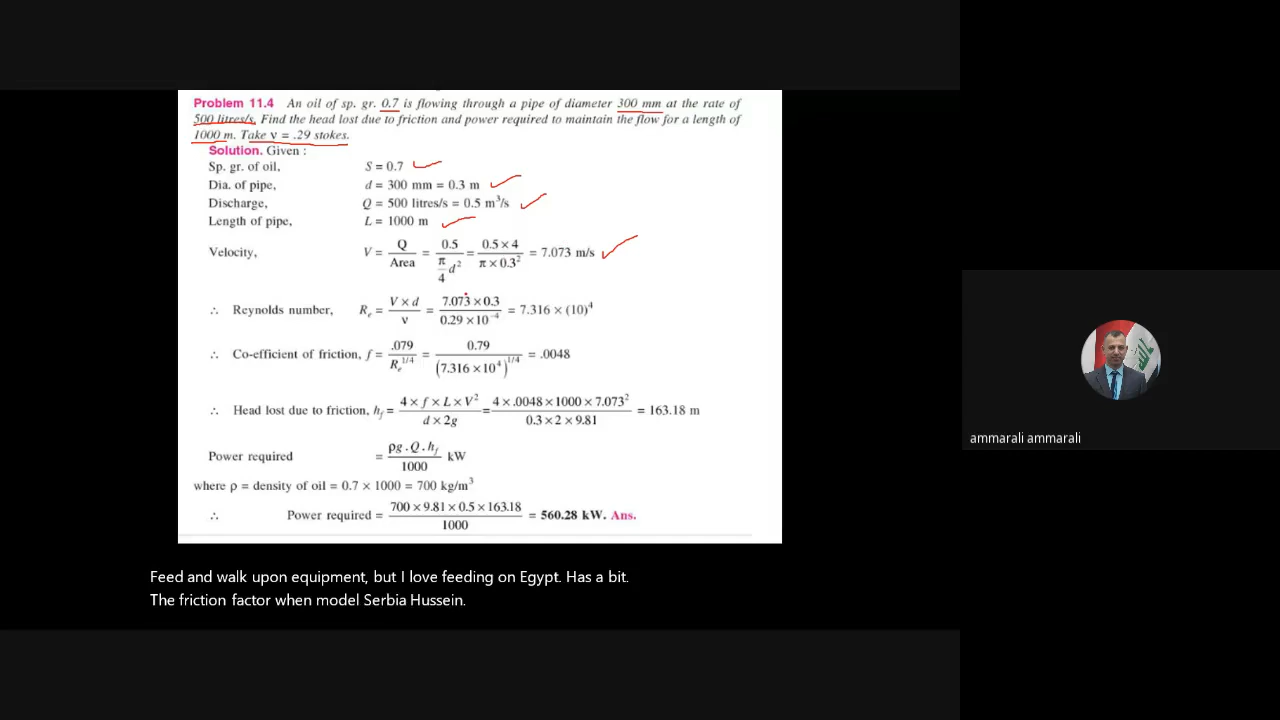 Problem 11.4 An oil of sp. gr. 0.7 is flowing through a pipe of diameter 300 mm at the rate of
500 litres/s. Find the head lost due to friction and power required to maintain the flow for a length of
1000 m. Take ν = .29 stokes.
Solution. Given :
Sp. gr. of oil, S = 0.7
Dia. of pipe, d = 300 mm = 0.3 m
Discharge, Q = 500 litres/s = 0.5 m³/s
Length of pipe, L = 1000 m
Velocity, V = Q / Area = 0.5 / (π/4 d²) = 0.5 × 4 / π × 0.3² = 7.073 m/s
∴ Reynolds number, Rₑ = V × d / ν = 7.073 × 0.3 / 0.29 × 10⁻⁴ = 7.316 × (10)⁴
∴ Co-efficient of friction, f = .079 / Rₑ^1/4 = 0.79 / (7.316 × 10⁴)^1/4 = .0048
∴ Head lost due to friction, h_f = 4 × f × L × V² / d × 2g = 4 × .0048 × 1000 × 7.073² / 0.3 × 2 × 9.81 = 163.18 m
Power required = ρg . Q . h_f / 1000 kW
where ρ = density of oil = 0.7 × 1000 = 700 kg/m³
∴ Power required = 700 × 9.81 × 0.5 × 163.18 / 1000 = 560.28 kW. Ans.
Feed and walk upon equipment, but I love feeding on Egypt. Has a bit.
The friction factor when model Serbia Hussein.
ammarali ammarali